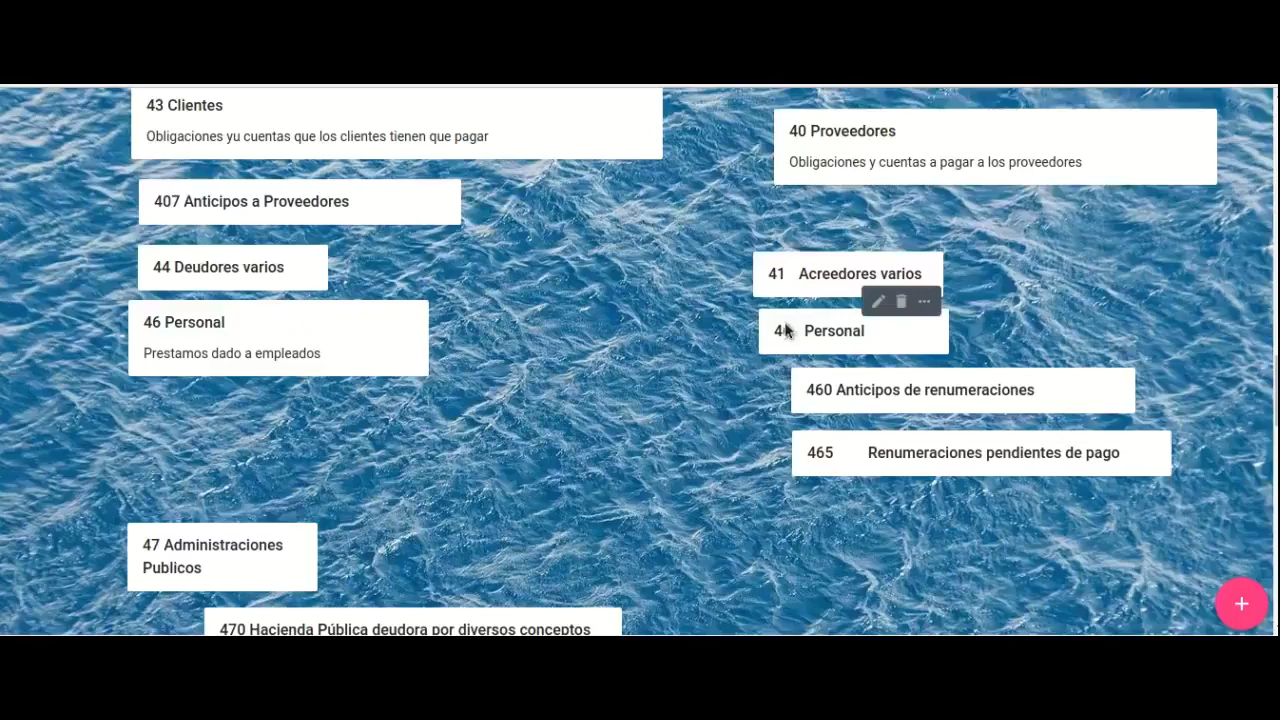 43 Clientes
Obligaciones yu cuentas que los clientes tienen que pagar
407 Anticipos a Proveedores
44 Deudores varios
46 Personal
Prestamos dado a empleados
47 Administraciones
Publicos
470 Hacienda Pública deudora por diversos conceptos
40 Proveedores
Obligaciones y cuentas a pagar a los proveedores
41 Acreedores varios
Personal
460 Anticipos de renumeraciones
465 Renumeraciones pendientes de pago